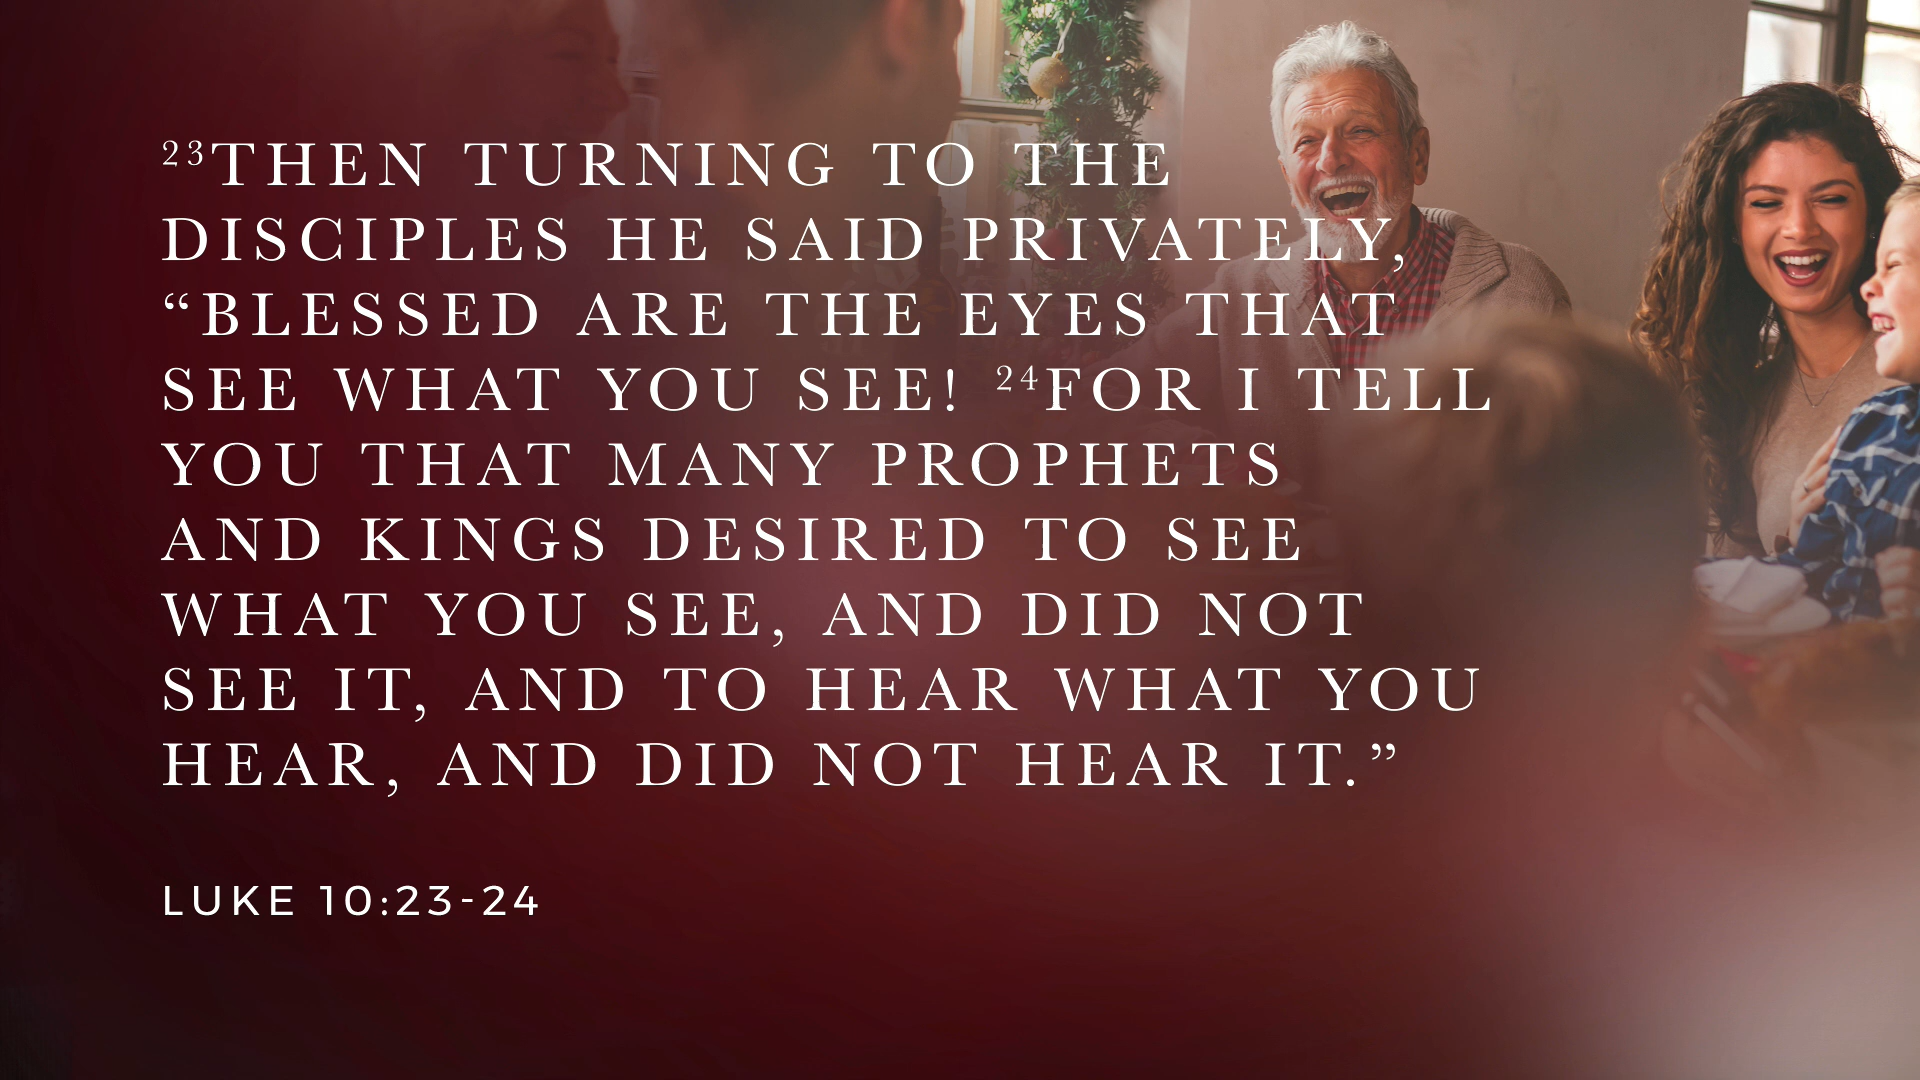 ²³THEN TURNING TO THE
DISCIPLES HE SAID PRIVATELY,
“BLESSED ARE THE EYES THAT
SEE WHAT YOU SEE! ²⁴FOR I TELL
YOU THAT MANY PROPHETS
AND KINGS DESIRED TO SEE
WHAT YOU SEE, AND DID NOT
SEE IT, AND TO HEAR WHAT YOU
HEAR, AND DID NOT HEAR IT.”
LUKE 10:23-24